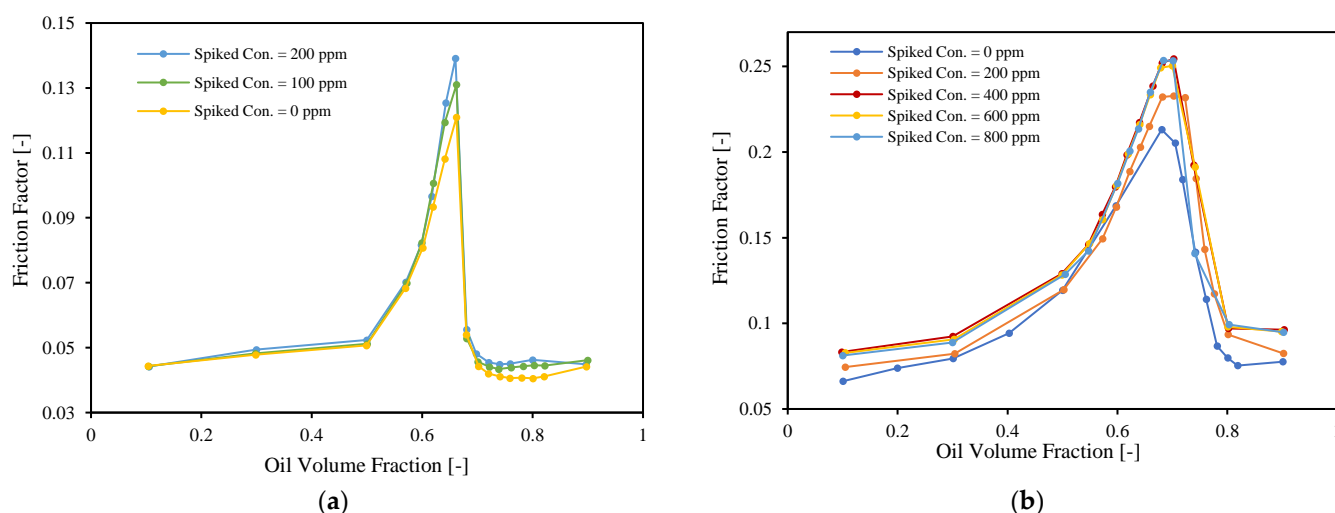 0.15
0.13
0.11
0.09
0.07
0.05
0.03
Friction Factor [-]
Spiked Con. = 200 ppm
Spiked Con. = 100 ppm
Spiked Con. = 0 ppm
0 0.2 0.4 0.6 0.8 1
Oil Volume Fraction [-]
(a)
0.25
0.2
0.15
0.1
0.05
Friction Factor [-]
Spiked Con. = 0 ppm
Spiked Con. = 200 ppm
Spiked Con. = 400 ppm
Spiked Con. = 600 ppm
Spiked Con. = 800 ppm
0 0.2 0.4 0.6 0.8 1
Oil Volume Fraction [-]
(b)